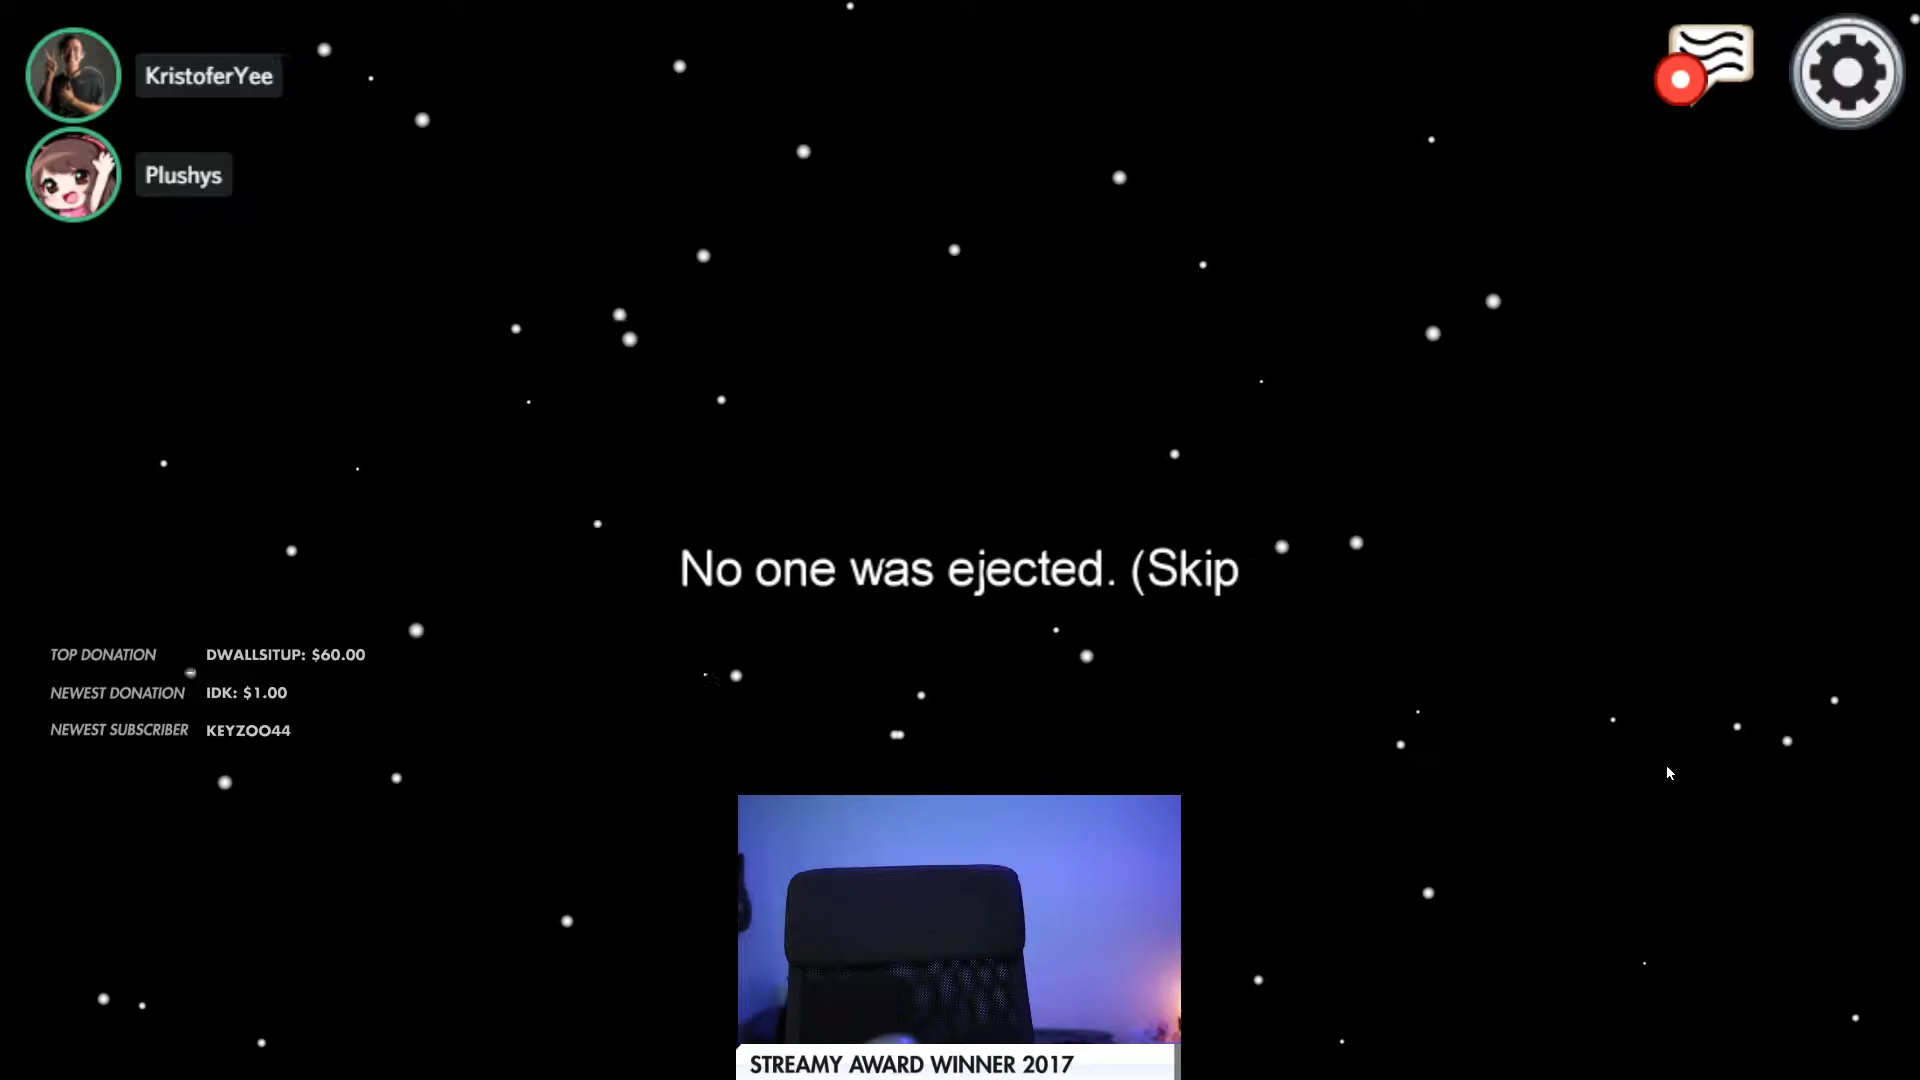 KristoferYee
Plushys
No one was ejected. (Skip
TOP DONATION DWALLSITUP: $60.00
NEWEST DONATION IDK: $1.00
NEWEST SUBSCRIBER KEYZOO44
STREAMY AWARD WINNER 2017